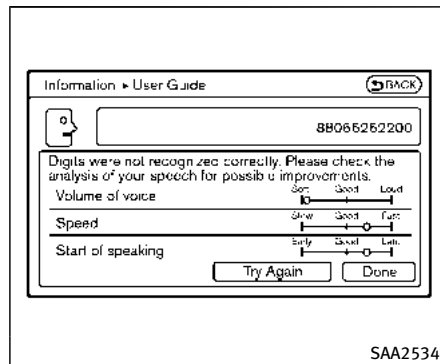 Information ▸ User Guide
BACK
88065252200
Digits were not recognized correctly. Please check the
analysis of your speech for possible improvements.
Volume of voice
Soft Good Loud
Speed
Slow Good Fast
Start of speaking
Early Good Late
Try Again
Done
SAA2534